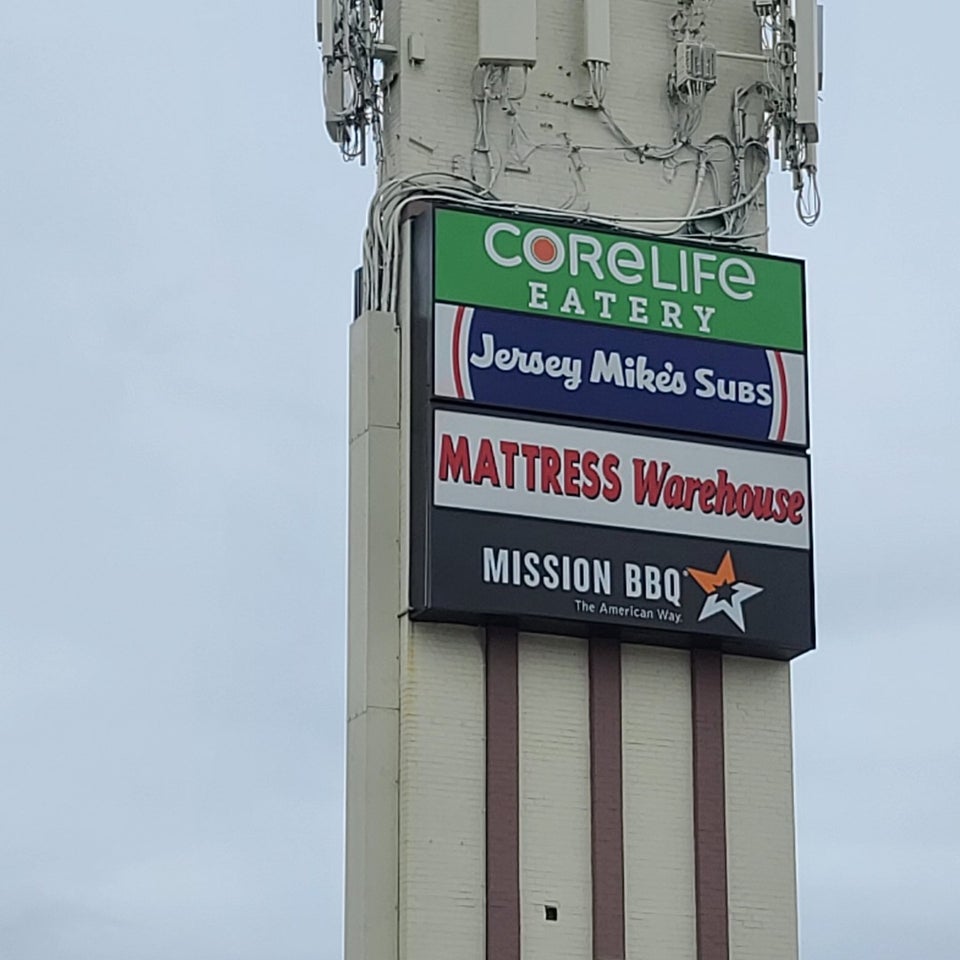 CORELIFE
EATERY
Jersey Mike's SUBS
MATTRESS Warehouse
MISSION BBQ
The American Way.